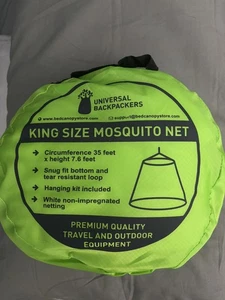 UNIVERSAL
BACKPACKERS
www.bedcanopystore.com
support@bedcanopystore.com
KING SIZE MOSQUITO NET
Circumference 35 feet
x height 7.6 feet
Snug fit bottom and
tear resistant loop
Hanging kit included
White non-impregnated
netting
PREMIUM QUALITY
TRAVEL AND OUTDOOR
EQUIPMENT